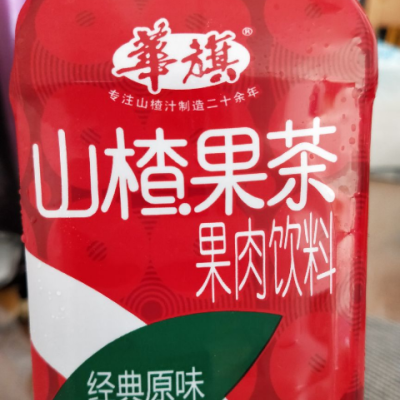 華旗®
专注山楂汁制造二十余年
山楂果茶
果肉饮料
经典原味